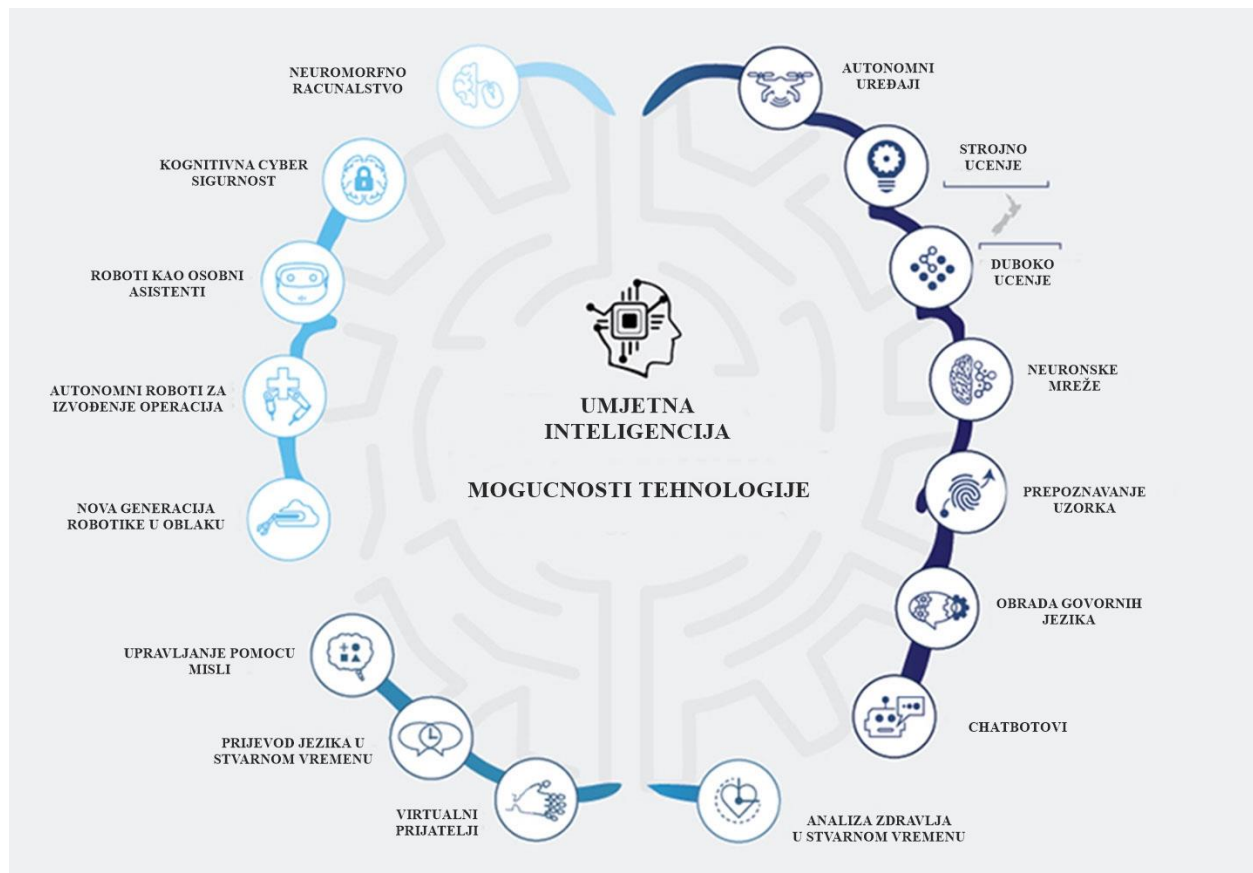 NEUROMORFNO
RACUNALSTVO
KOGNITIVNA CYBER
SIGURNOST
ROBOTI KAO OSOBNI
ASISTENTI
AUTONOMNI ROBOTI ZA
IZVOĐENJE OPERACIJA
NOVA GENERACIJA
ROBOTIKE U OBLAKU
UPRAVLJANJE POMOCU
MISLI
PRIJEVOD JEZIKA U
STVARNOM VREMENU
VIRTUALNI
PRIJATELJI
UMJETNA
INTELIGENCIJA
MOGUCNOSTI TEHNOLOGIJE
AUTONOMNI
UREĐAJI
STROJNO
UCENJE
DUBOKO
UCENJE
NEURONSKE
MREŽE
PREPOZNAVANJE
UZORKA
OBRADA GOVORNIH
JEZIKA
CHATBOTOVI
ANALIZA ZDRAVLJA
U STVARNOM VREMENU